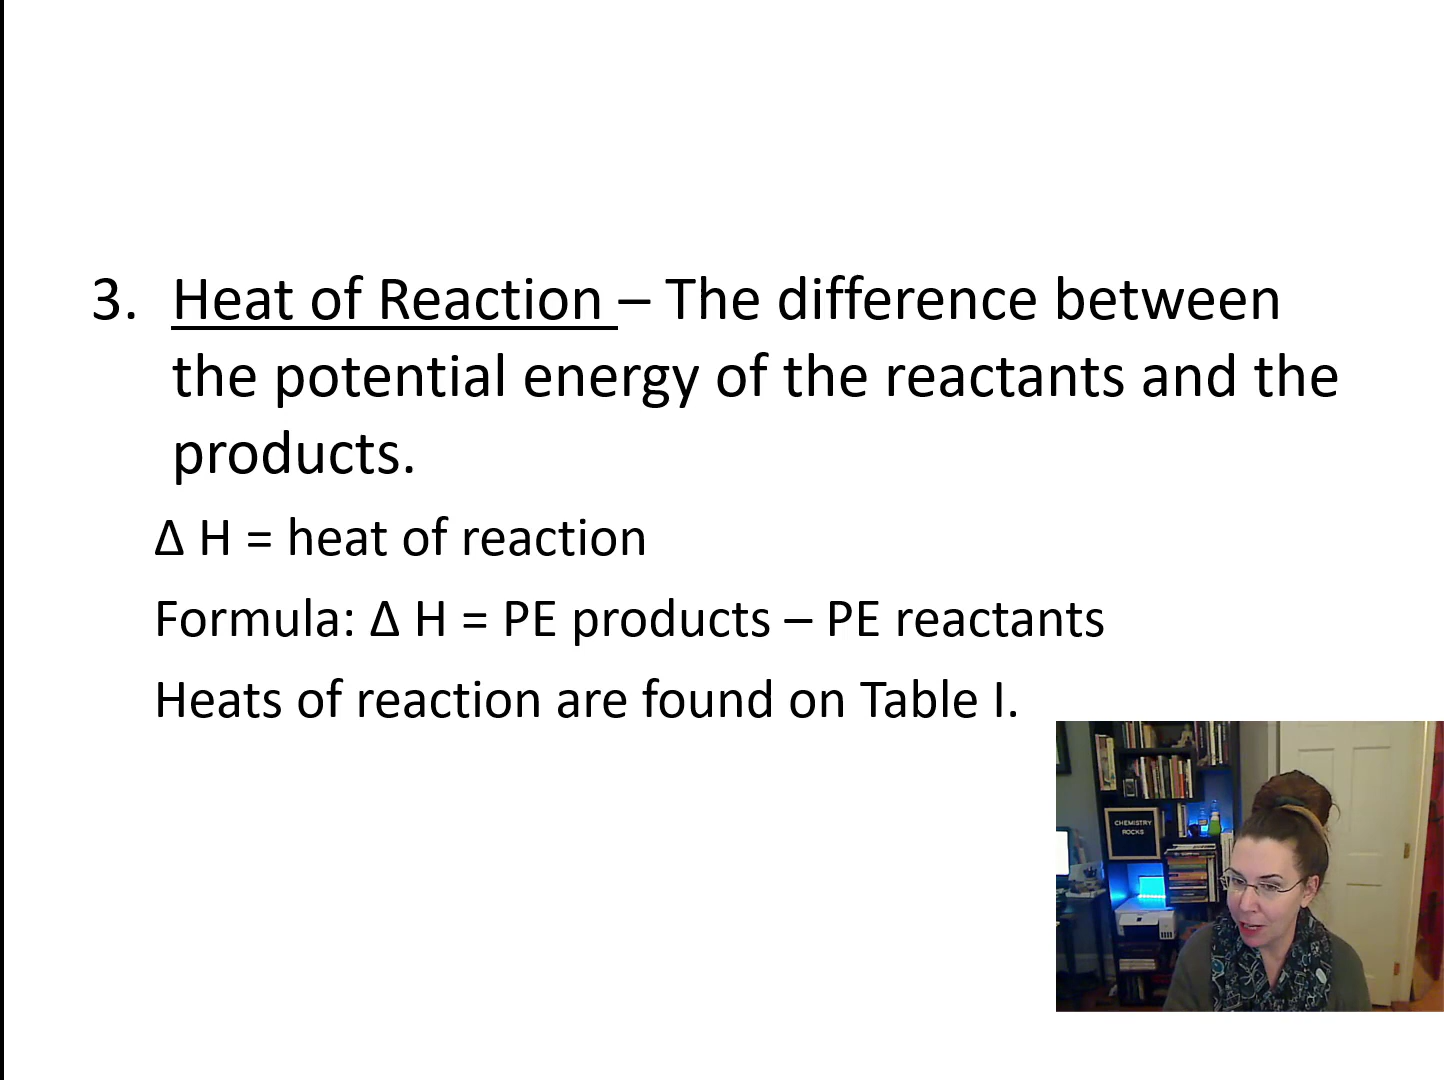 3. Heat of Reaction – The difference between
the potential energy of the reactants and the
products.
Δ H = heat of reaction
Formula: Δ H = PE products – PE reactants
Heats of reaction are found on Table I.
CHEMISTRY
ROCKS